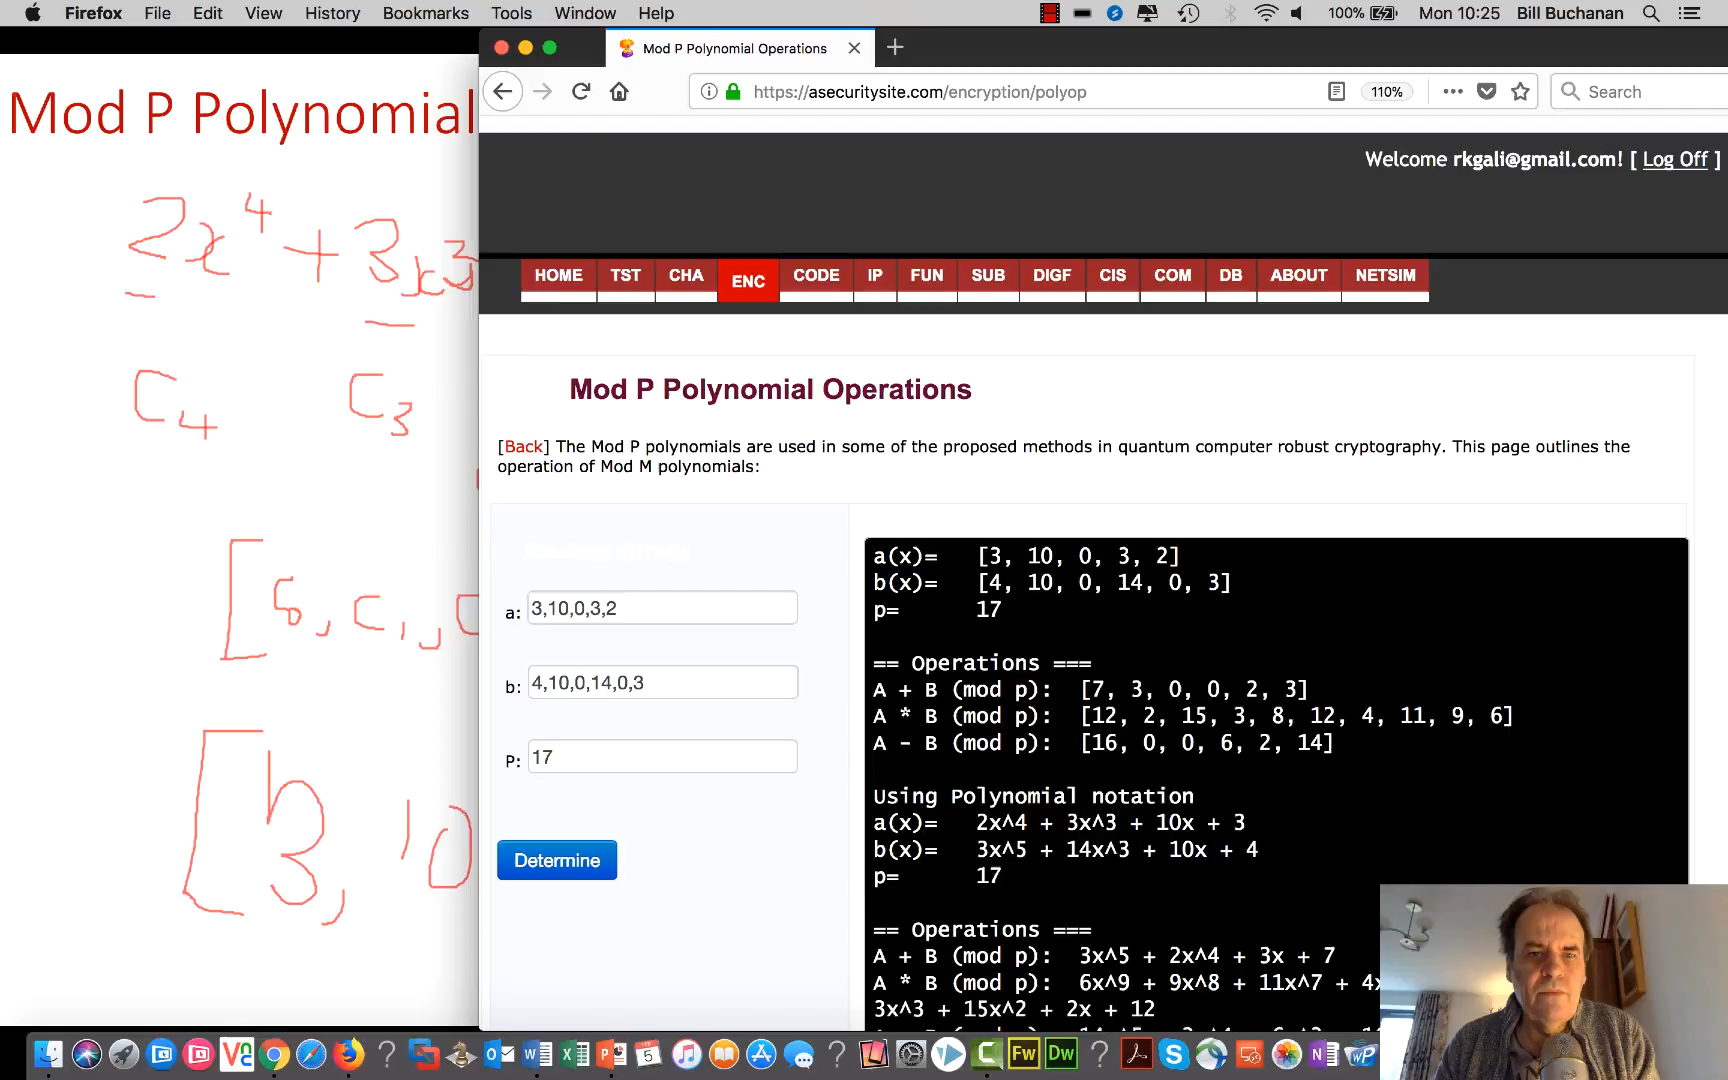 Firefox File Edit View History Bookmarks Tools Window Help 100% Mon 10:25 Bill Buchanan
Mod P Polynomial Operations
https://asecuritysite.com/encryption/polyop 110% Search
Mod P Polynomial
Welcome rkgali@gmail.com! [ Log Off ]
2x^4 + 3x^3
HOME TST CHA ENC CODE IP FUN SUB DIGF CIS COM DB ABOUT NETSIM
C4 C3
Mod P Polynomial Operations
[Back] The Mod P polynomials are used in some of the proposed methods in quantum computer robust cryptography. This page outlines the
operation of Mod M polynomials:
a: 3,10,0,3,2
b: 4,10,0,14,0,3
P: 17
Determine
[3, 10
a(x)= [3, 10, 0, 3, 2]
b(x)= [4, 10, 0, 14, 0, 3]
p= 17
== Operations ===
A + B (mod p): [7, 3, 0, 0, 2, 3]
A * B (mod p): [12, 2, 15, 3, 8, 12, 4, 11, 9, 6]
A - B (mod p): [16, 0, 0, 6, 2, 14]
Using Polynomial notation
a(x)= 2x^4 + 3x^3 + 10x + 3
b(x)= 3x^5 + 14x^3 + 10x + 4
p= 17
== Operations ===
A + B (mod p): 3x^5 + 2x^4 + 3x + 7
A * B (mod p): 6x^9 + 9x^8 + 11x^7 + 4x
3x^3 + 15x^2 + 2x + 12